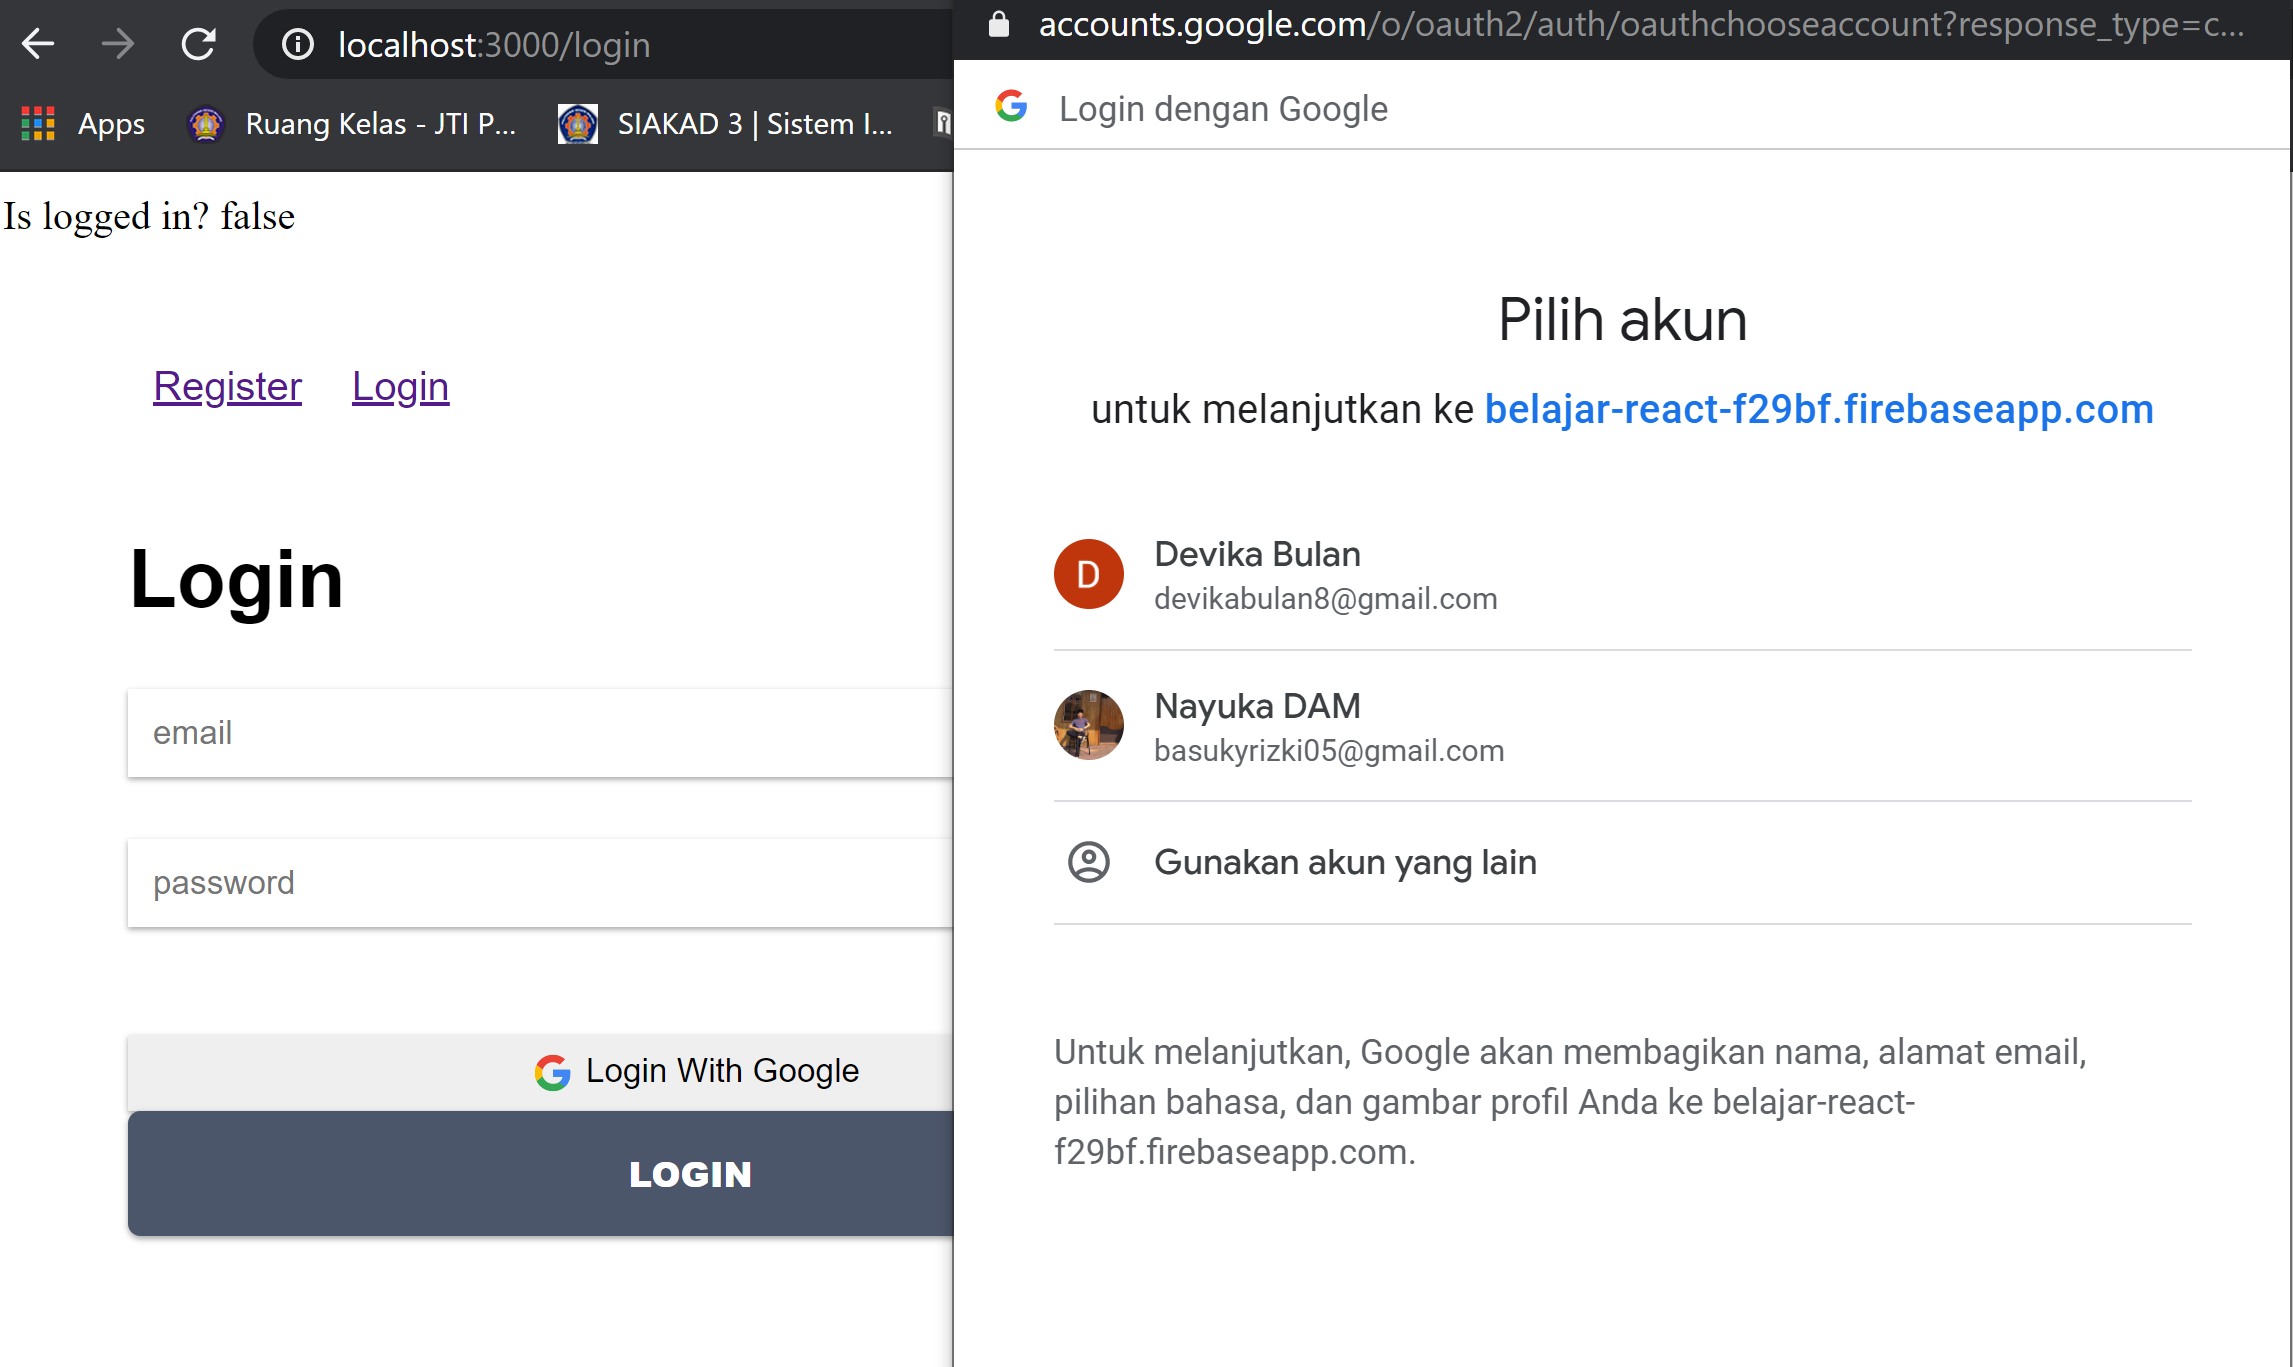 localhost:3000/login
Apps
Ruang Kelas - JTI P...
SIAKAD 3 | Sistem I...
Is logged in? false
Register
Login
Login
email
password
Login With Google
LOGIN
accounts.google.com/o/oauth2/auth/oauthchooseaccount?response_type=c...
Login dengan Google
Pilih akun
untuk melanjutkan ke belajar-react-f29bf.firebaseapp.com
D
Devika Bulan
devikabulan8@gmail.com
Nayuka DAM
basukyrizki05@gmail.com
Gunakan akun yang lain
Untuk melanjutkan, Google akan membagikan nama, alamat email,
pilihan bahasa, dan gambar profil Anda ke belajar-react-
f29bf.firebaseapp.com.